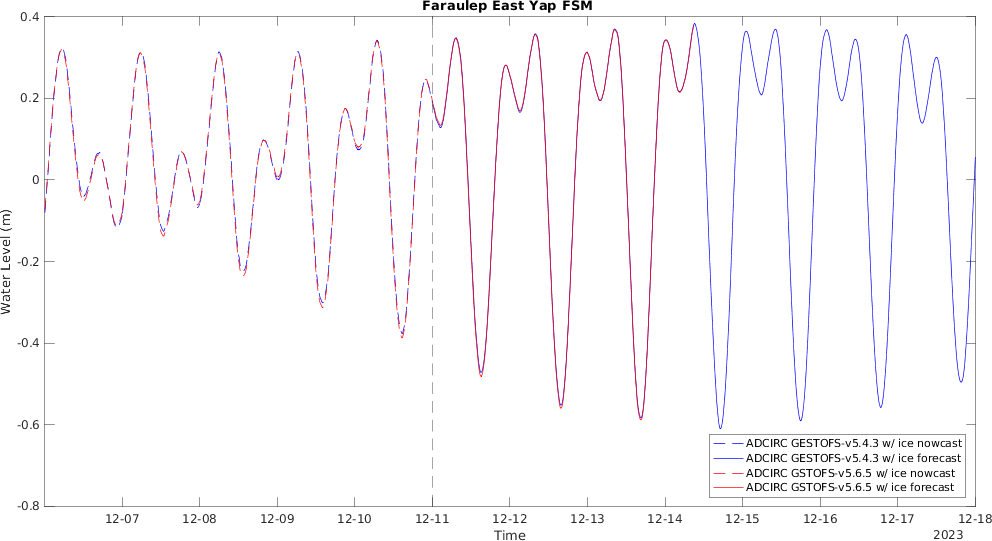 Faraulep East Yap FSM
0.4
0.2
0
-0.2
-0.4
-0.6
-0.8
Water Level (m)
ADCIRC GESTOFS-v5.4.3 w/ ice nowcast
ADCIRC GESTOFS-v5.4.3 w/ ice forecast
ADCIRC GSTOFS-v5.6.5 w/ ice nowcast
ADCIRC GSTOFS-v5.6.5 w/ ice forecast
12-07 12-08 12-09 12-10 12-11 12-12 12-13 12-14 12-15 12-16 12-17 12-18
Time
2023